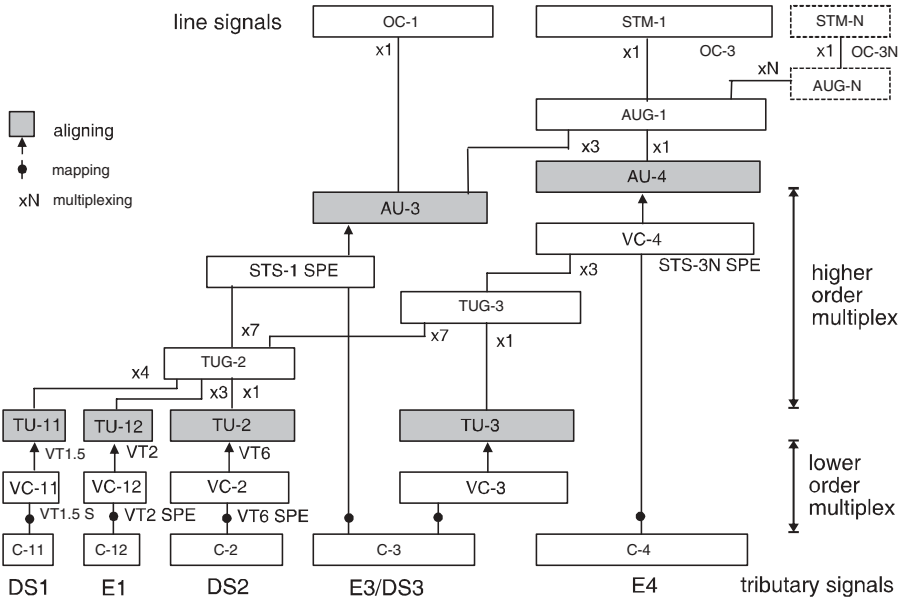 line signals
OC-1
STM-1
STM-N
x1
x1
OC-3
x1
OC-3N
xN
AUG-N
AUG-1
aligning
x3
x1
mapping
AU-4
xN
multiplexing
AU-3
VC-4
STS-1 SPE
STS-3N SPE
x3
higher
order
multiplex
TUG-3
x7
x7
x1
TUG-2
x4
x3
x1
TU-11
TU-12
TU-2
TU-3
VT1.5
VT2
VT6
lower
order
multiplex
VC-11
VC-12
VC-2
VC-3
VT1.5 S
VT2 SPE
VT6 SPE
C-11
C-12
C-2
C-3
C-4
DS1
E1
DS2
E3/DS3
E4
tributary signals